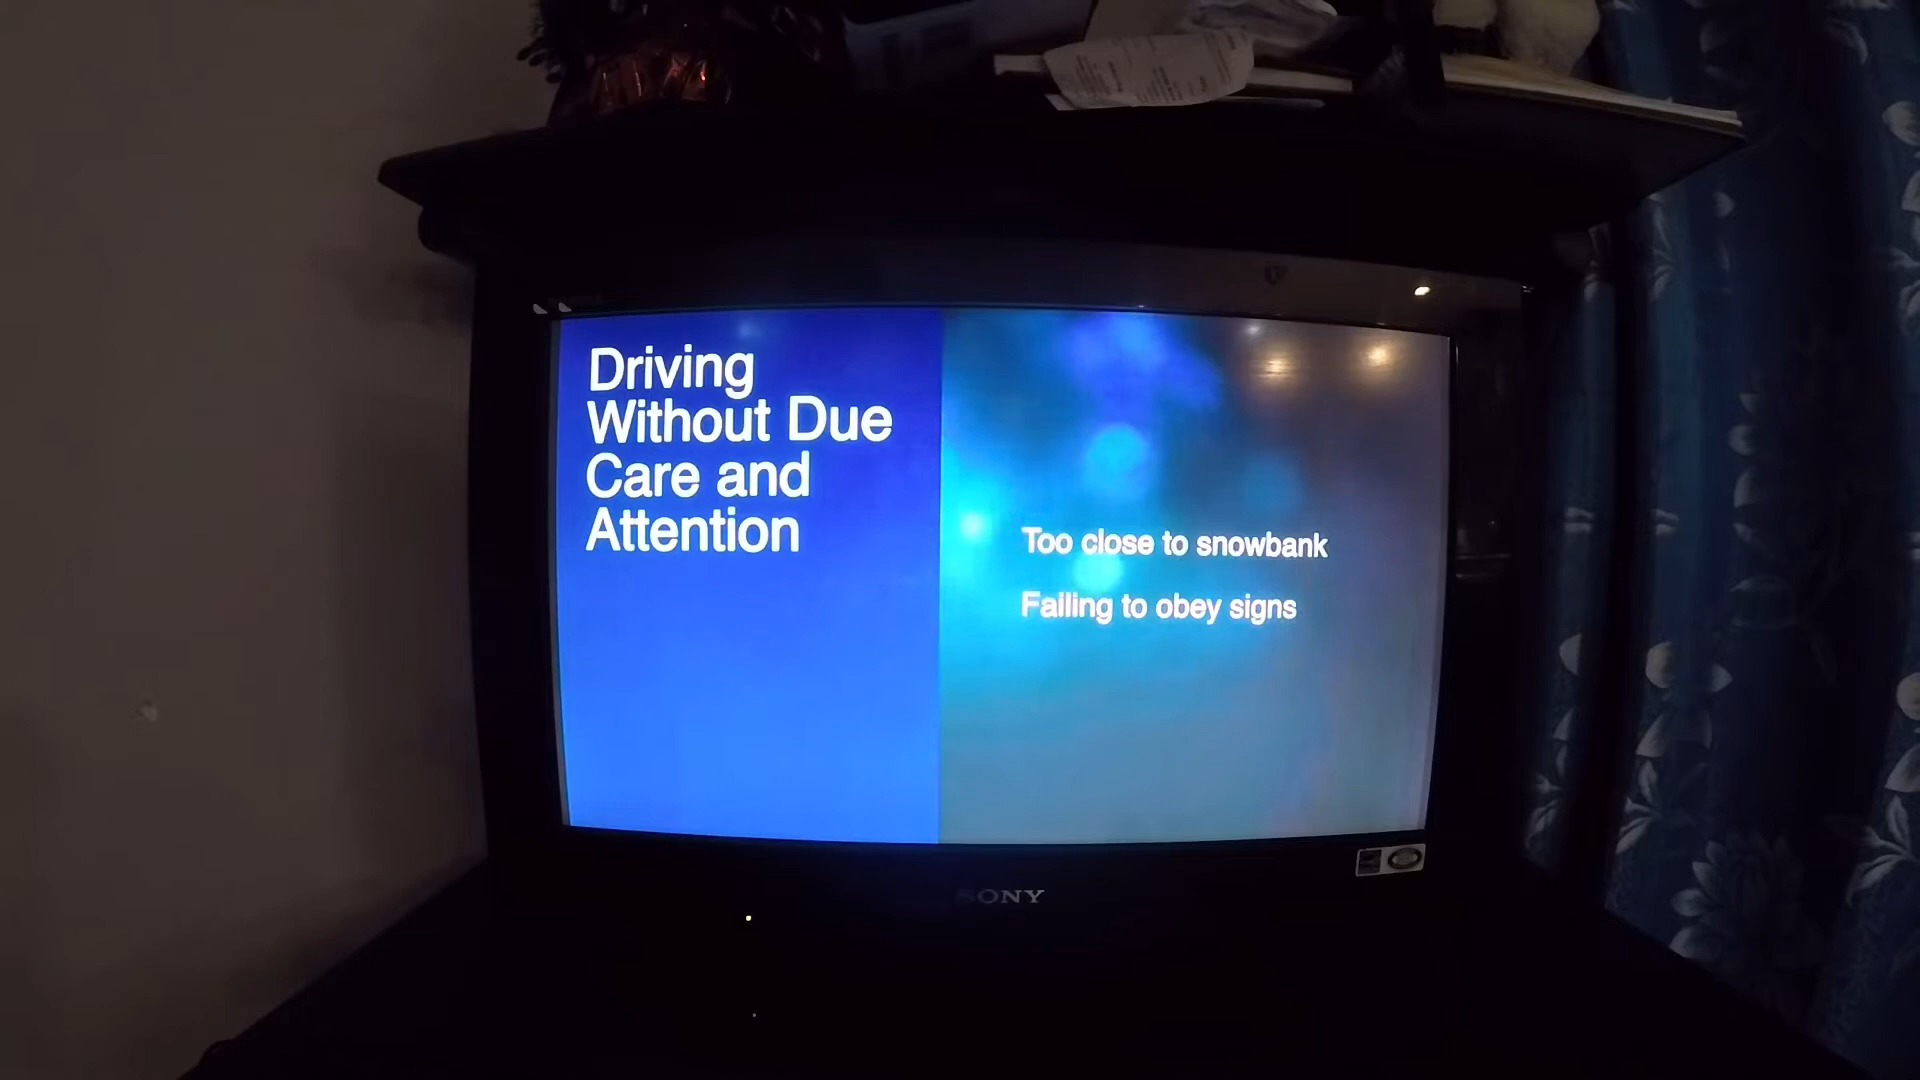 Driving
Without Due
Care and
Attention
Too close to snowbank
Failing to obey signs
SONY